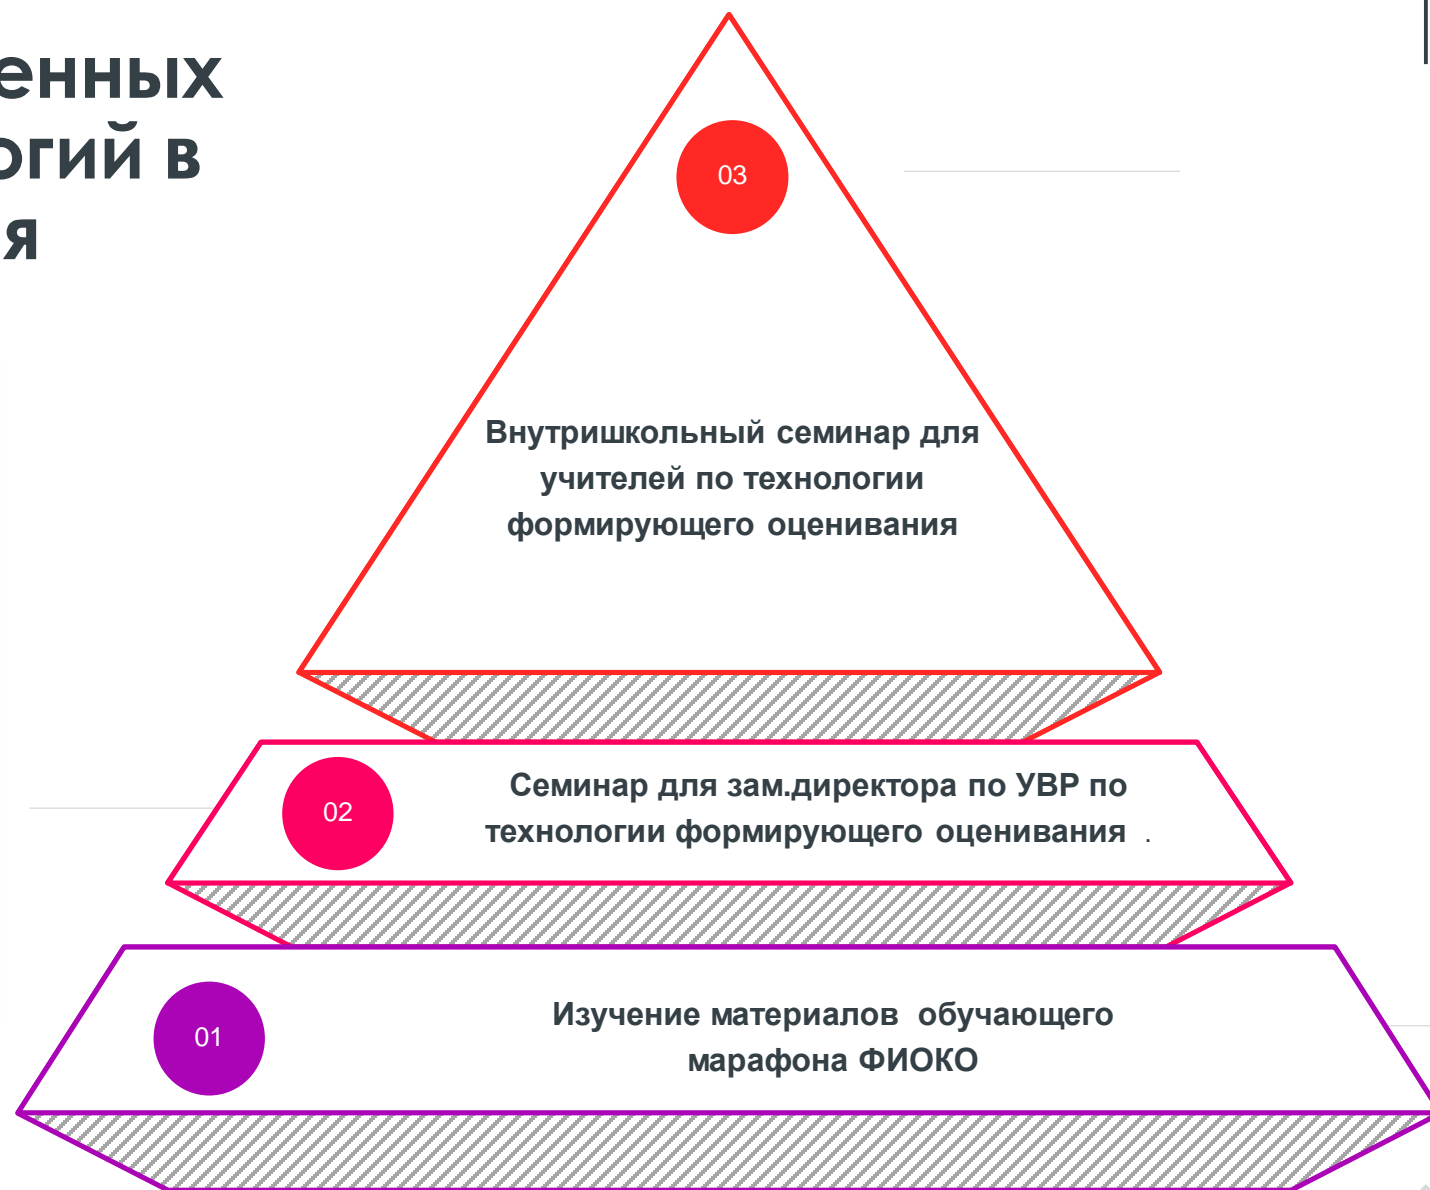 енных
огий в
я
03
Внутришкольный семинар для
учителей по технологии
формирующего оценивания
02
Семинар для зам.директора по УВР по
технологии формирующего оценивания .
01
Изучение материалов обучающего
марафона ФИОКО